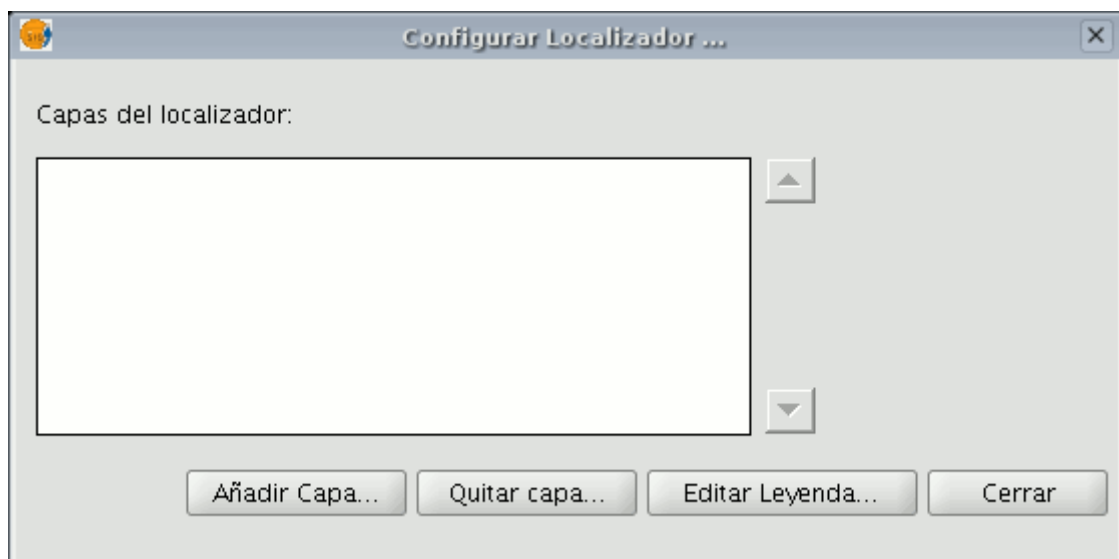 Configurar Localizador ...
Capas del localizador:
Añadir Capa...
Quitar capa...
Editar Leyenda...
Cerrar